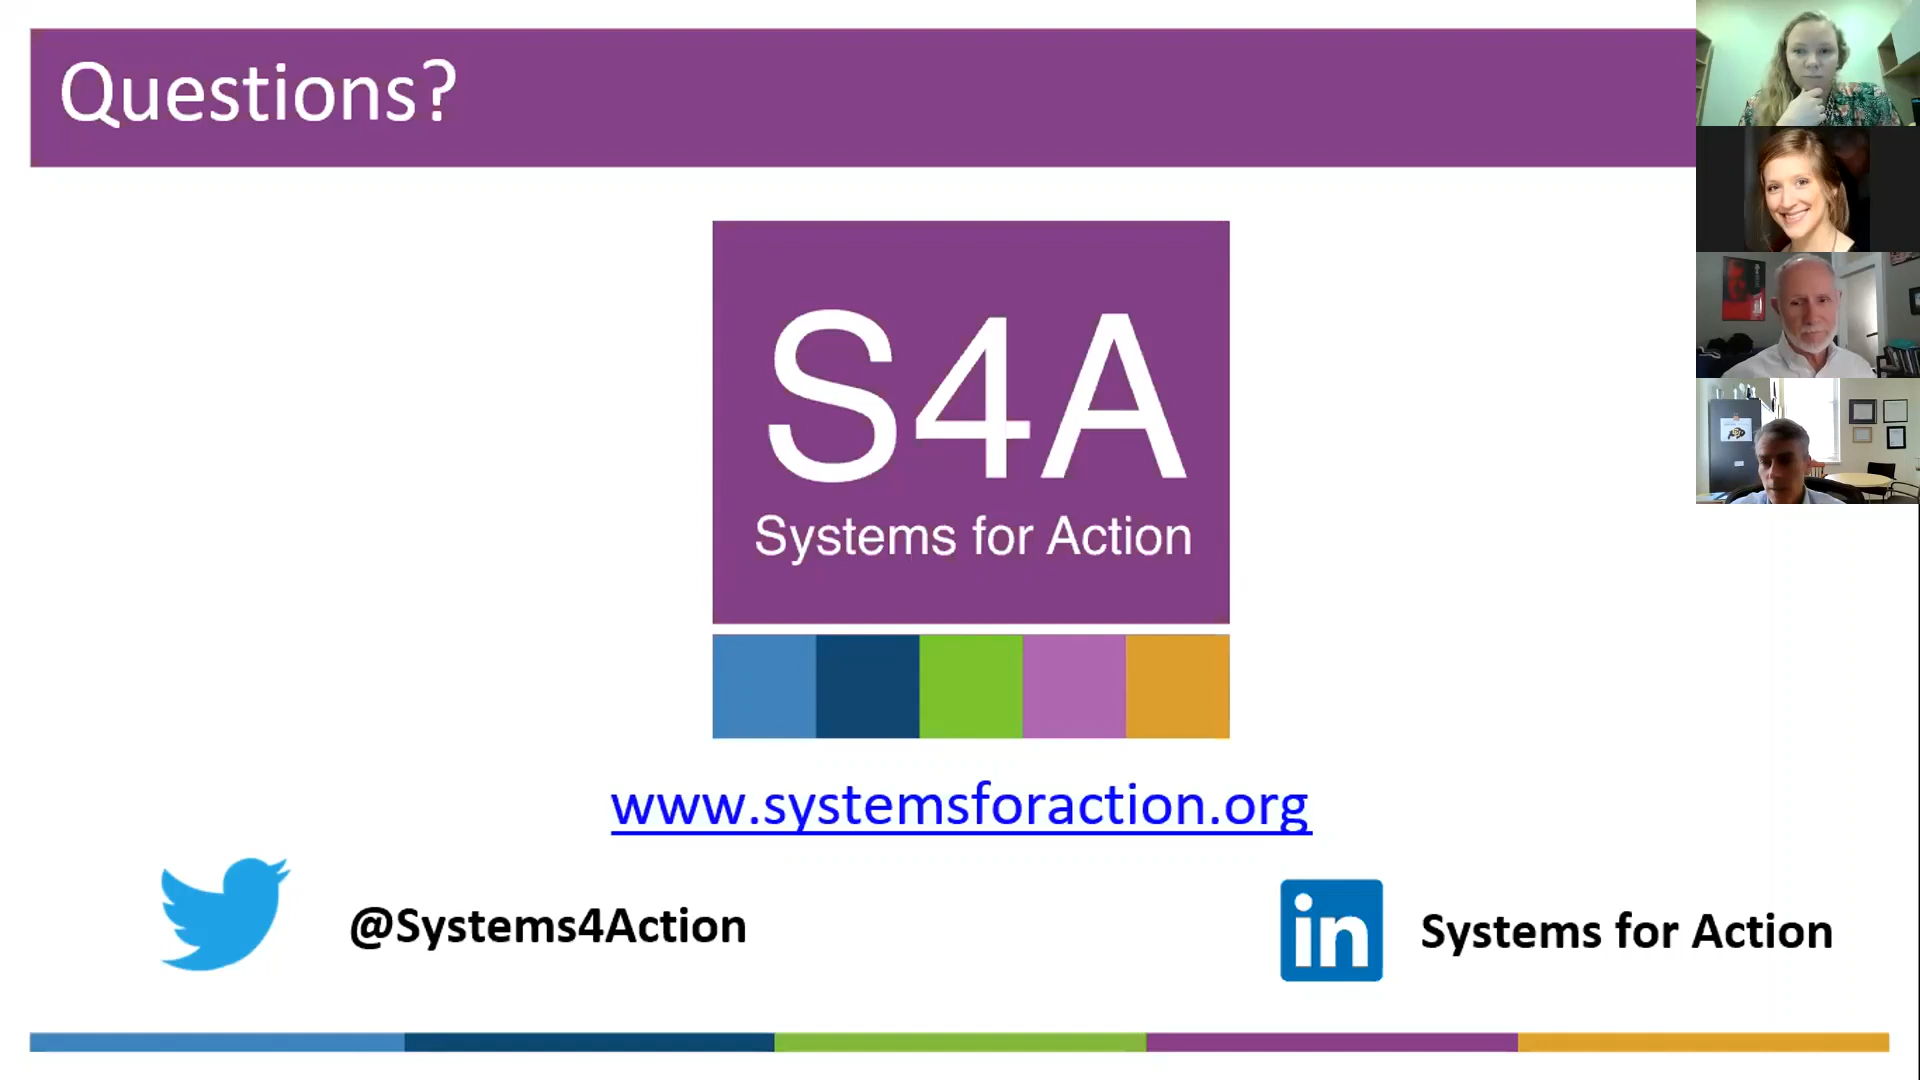 Questions?
S4A
Systems for Action
www.systemsforaction.org
@Systems4Action
in
Systems for Action